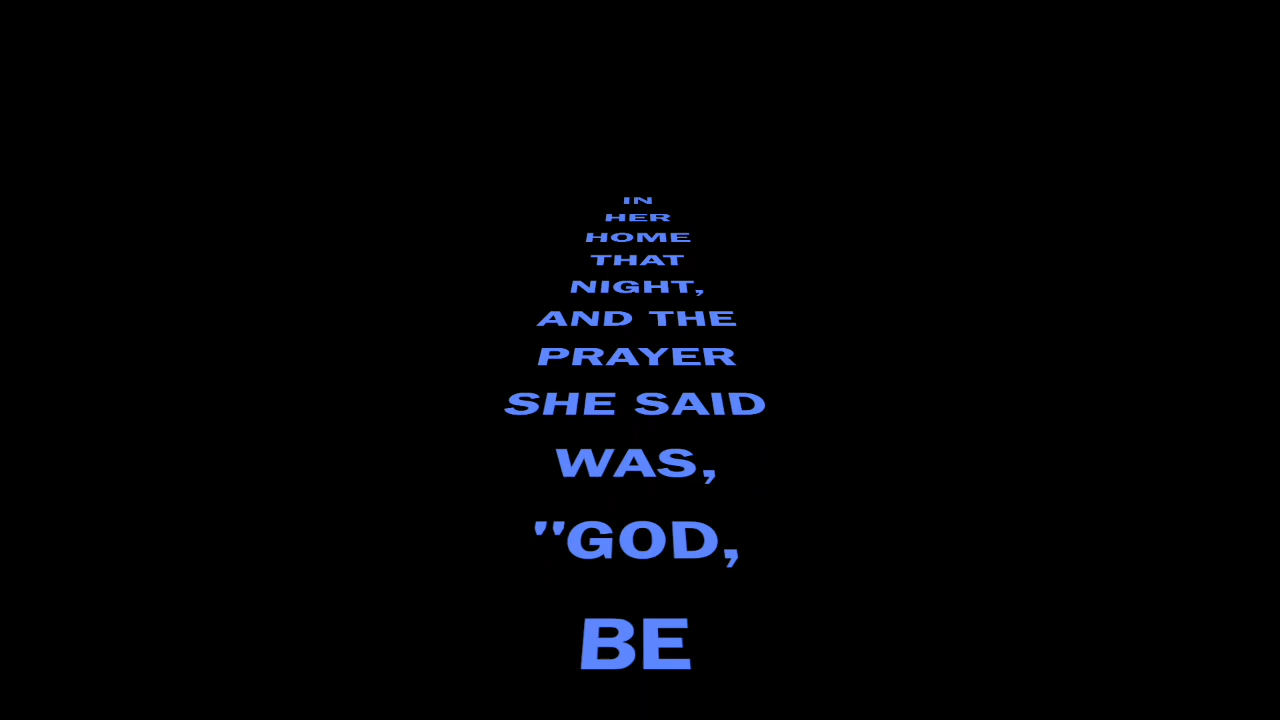 IN
HER
HOME
THAT
NIGHT,
AND THE
PRAYER
SHE SAID
WAS,
"GOD,
BE